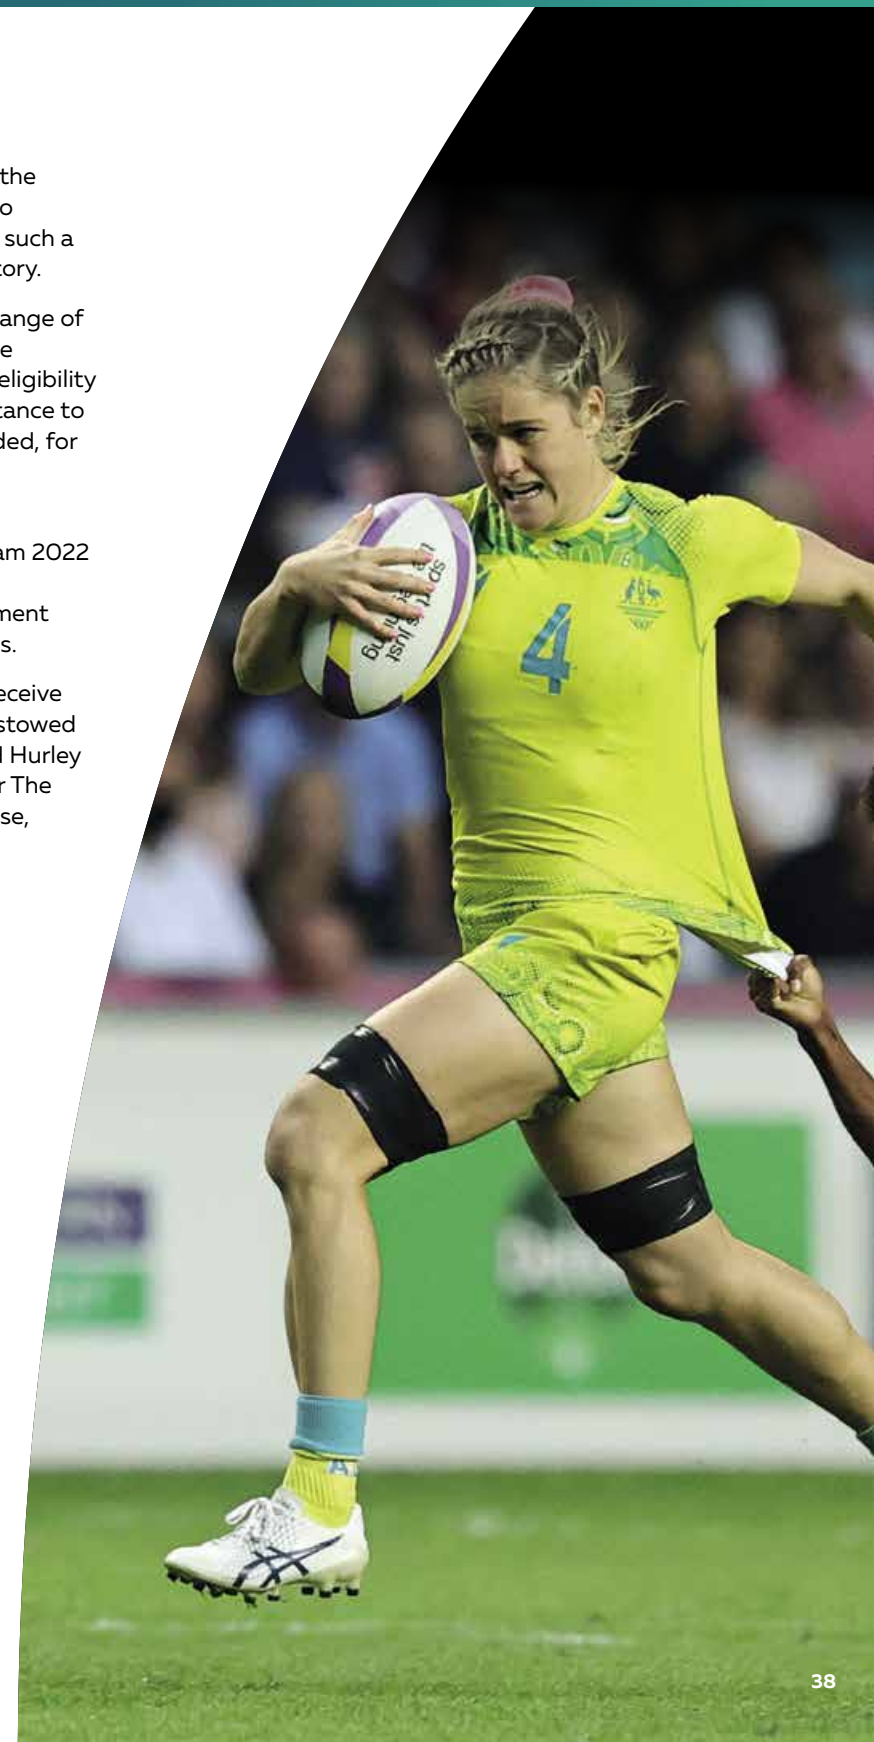 the
o
such a
tory.
ange of
e
eligibility
tance to
ded, for
am 2022
ment
s.
eceive
stowed
Hurley
r The
se,
sport is just
4
38